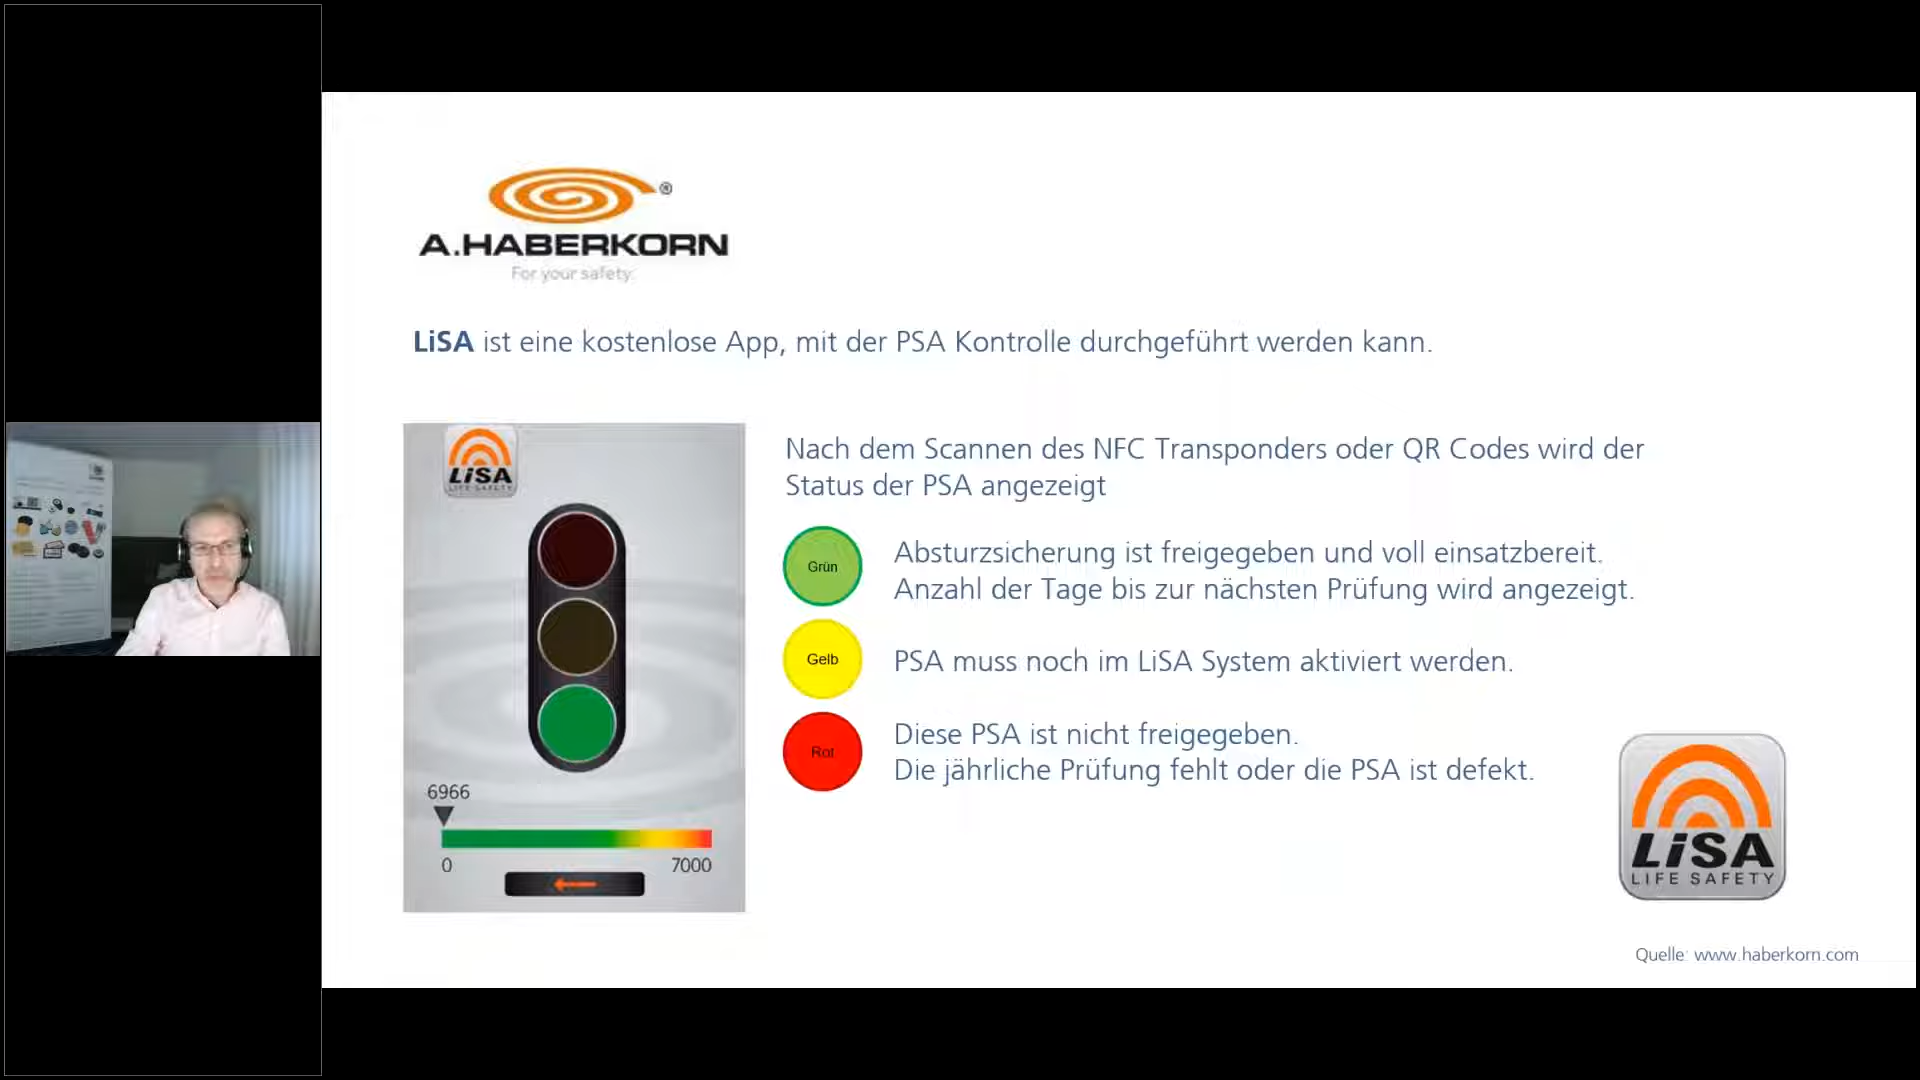 ®
A.HABERKORN
For your safety.
LiSA ist eine kostenlose App, mit der PSA Kontrolle durchgeführt werden kann.
LiSA
LIFE SAFETY
6966
0
7000
Nach dem Scannen des NFC Transponders oder QR Codes wird der
Status der PSA angezeigt
Grün
Absturzsicherung ist freigegeben und voll einsatzbereit.
Anzahl der Tage bis zur nächsten Prüfung wird angezeigt.
Gelb
PSA muss noch im LiSA System aktiviert werden.
Rot
Diese PSA ist nicht freigegeben.
Die jährliche Prüfung fehlt oder die PSA ist defekt.
LiSA
LIFE SAFETY
Quelle: www.haberkorn.com